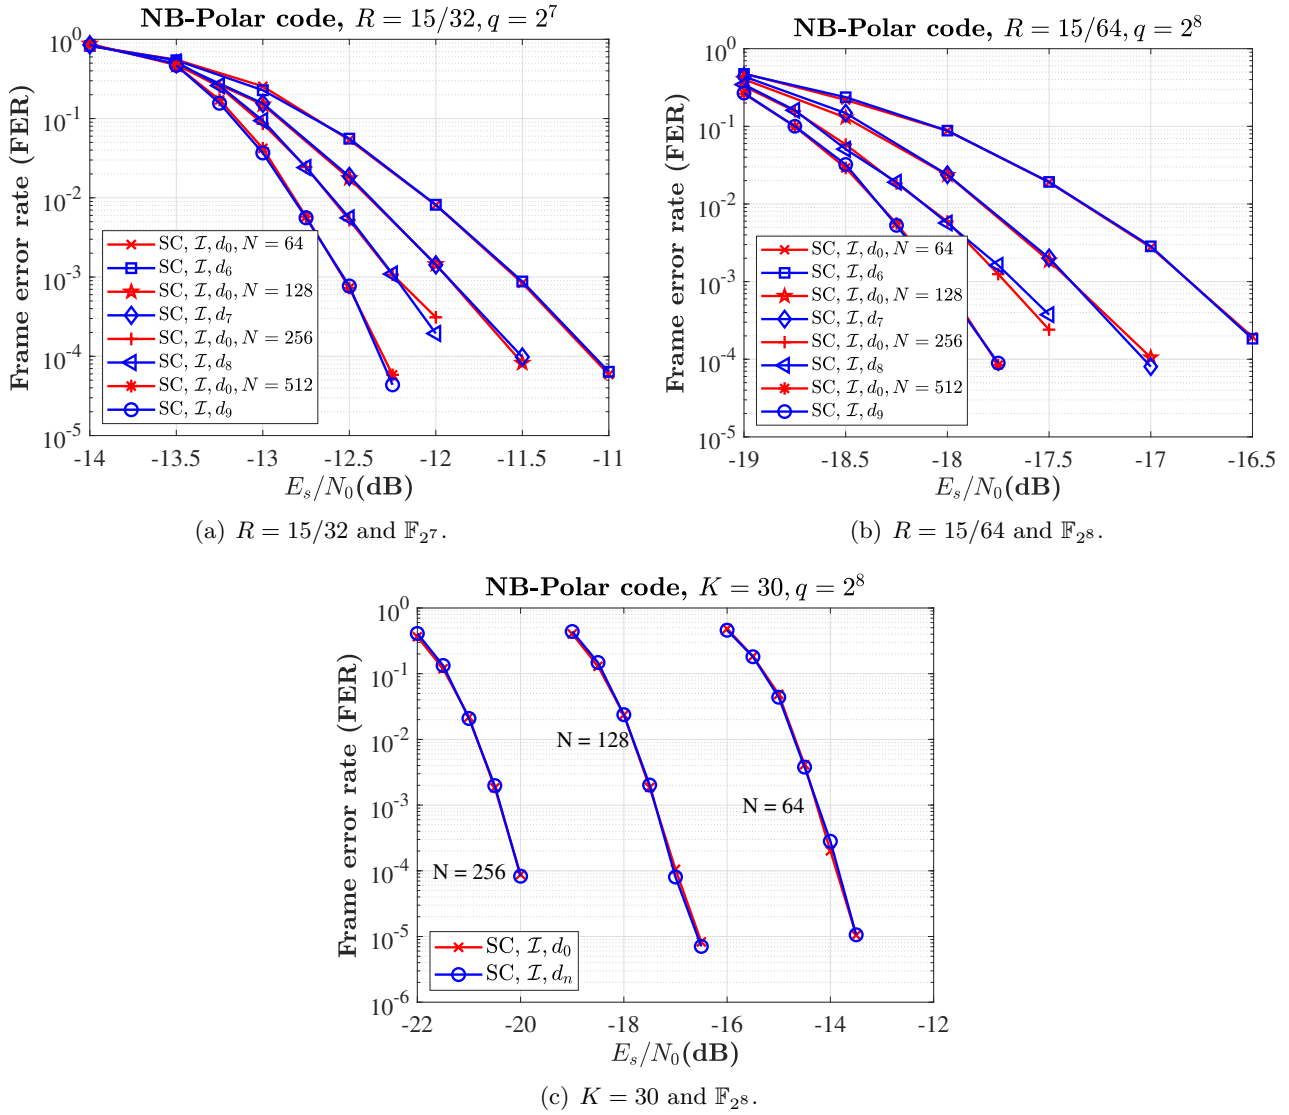 NB-Polar code, R = 15/32, q = 2^7
Frame error rate (FER)
10^0
10^-1
10^-2
10^-3
10^-4
10^-5
SC, 𝓘, d_0, N = 64
SC, 𝓘, d_6
SC, 𝓘, d_0, N = 128
SC, 𝓘, d_7
SC, 𝓘, d_0, N = 256
SC, 𝓘, d_8
SC, 𝓘, d_0, N = 512
SC, 𝓘, d_9
-14 -13.5 -13 -12.5 -12 -11.5 -11
E_s/N_0(dB)
(a) R = 15/32 and 𝔽_{2^7}.
NB-Polar code, R = 15/64, q = 2^8
Frame error rate (FER)
10^0
10^-1
10^-2
10^-3
10^-4
10^-5
SC, 𝓘, d_0, N = 64
SC, 𝓘, d_6
SC, 𝓘, d_0, N = 128
SC, 𝓘, d_7
SC, 𝓘, d_0, N = 256
SC, 𝓘, d_8
SC, 𝓘, d_0, N = 512
SC, 𝓘, d_9
-19 -18.5 -18 -17.5 -17 -16.5
E_s/N_0(dB)
(b) R = 15/64 and 𝔽_{2^8}.
NB-Polar code, K = 30, q = 2^8
Frame error rate (FER)
10^0
10^-1
10^-2
10^-3
10^-4
10^-5
10^-6
N = 128
N = 64
N = 256
SC, 𝓘, d_0
SC, 𝓘, d_n
-22 -20 -18 -16 -14 -12
E_s/N_0(dB)
(c) K = 30 and 𝔽_{2^8}.